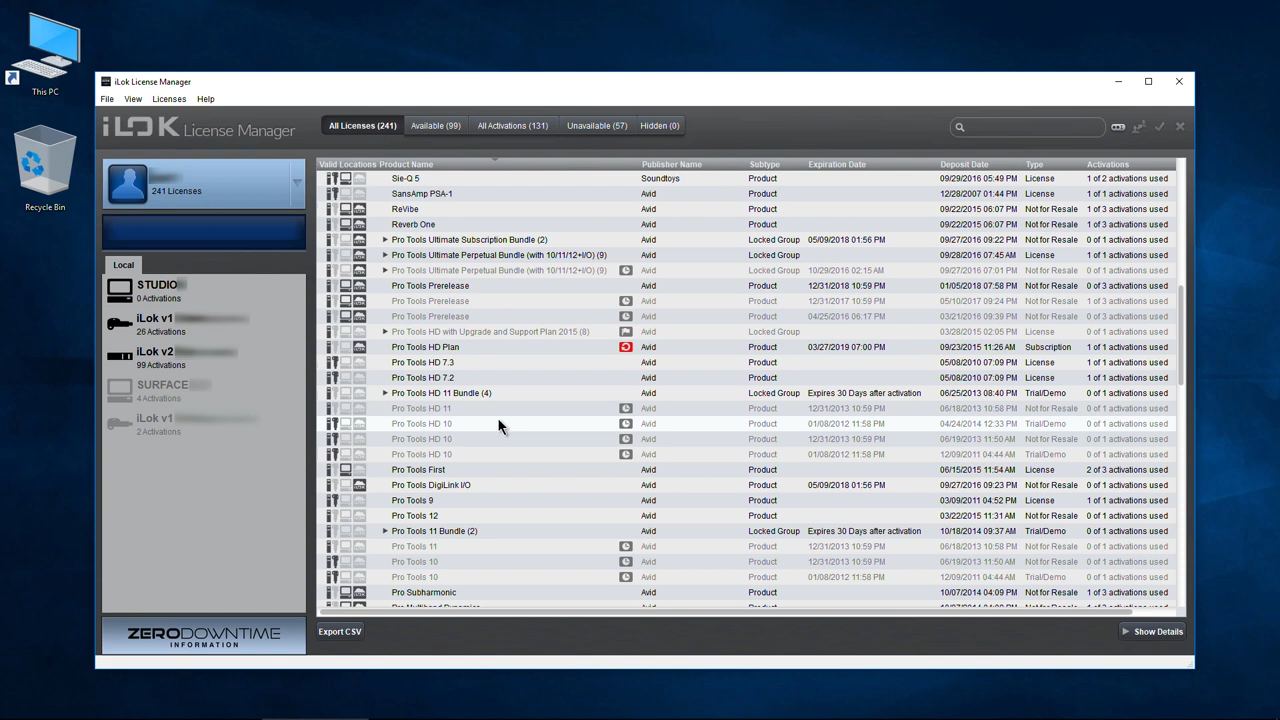 This PC
Recycle Bin
iLok License Manager
File View Licenses Help
iLOK License Manager
All Licenses (241) Available (99) All Activations (131) Unavailable (57) Hidden (0)
241 Licenses
Local
STUDIO
0 Activations
iLok v1
26 Activations
iLok v2
99 Activations
SURFACE
4 Activations
iLok v1
2 Activations
ZERODOWNTIME
INFORMATION
Valid Locations Product Name Publisher Name Subtype Expiration Date Deposit Date Type Activations
Sie-Q 5 Soundtoys Product 09/29/2016 05:49 PM License 1 of 2 activations used
SansAmp PSA-1 Avid Product 12/28/2007 01:44 PM License 1 of 1 activations used
ReVibe Avid Product 09/22/2015 06:07 PM Not for Resale 1 of 3 activations used
Reverb One Avid Product 09/22/2015 06:07 PM Not for Resale 1 of 3 activations used
Pro Tools Ultimate Subscription Bundle (2) Avid Locked Group 05/09/2018 01:56 PM 09/27/2016 09:22 PM Not for Resale 0 of 1 activations used
Pro Tools Ultimate Perpetual Bundle (with 10/11/12+I/O) (9) Avid Locked Group 09/28/2016 07:45 AM License 1 of 1 activations used
Pro Tools Ultimate Perpetual Bundle (with 10/11/12+I/O) (9) Avid Locked Group 10/29/2016 02:15 AM 09/27/2016 07:01 PM Not for Resale 0 of 1 activations used
Pro Tools Prerelease Avid Product 12/31/2018 10:59 PM 01/05/2018 07:58 PM Not for Resale 1 of 3 activations used
Pro Tools Prerelease Avid Product 12/31/2017 10:59 PM 05/10/2017 09:24 PM Not for Resale 1 of 3 activations used
Pro Tools Prerelease Avid Product 04/25/2016 06:17 PM 03/21/2016 09:39 PM Not for Resale 0 of 3 activations used
Pro Tools HD with Upgrade and Support Plan 2015 (8) Avid Locked Group 03/28/2015 02:05 PM License 0 of 1 activations used
Pro Tools HD Plan Avid Product 03/27/2019 07:00 PM 09/23/2015 11:26 AM Subscription 1 of 1 activations used
Pro Tools HD 7.3 Avid Product 05/08/2010 07:09 PM License 1 of 1 activations used
Pro Tools HD 7.2 Avid Product 05/08/2010 07:09 PM License 1 of 1 activations used
Pro Tools HD 11 Bundle (4) Avid Locked Group Expires 30 Days after activation 06/25/2013 08:40 PM Trial/Demo 0 of 1 activations used
Pro Tools HD 11 Avid Product 12/31/2013 10:59 PM 06/18/2013 10:58 PM Not for Resale 0 of 1 activations used
Pro Tools HD 10 Avid Product 01/08/2012 11:58 PM 04/24/2014 12:33 PM Trial/Demo 0 of 1 activations used
Pro Tools HD 10 Avid Product 12/31/2013 10:59 PM 06/19/2013 11:50 AM Not for Resale 0 of 1 activations used
Pro Tools HD 10 Avid Product 01/08/2012 11:58 PM 12/09/2011 04:44 AM Trial/Demo 0 of 1 activations used
Pro Tools First Avid Product 06/15/2015 11:54 AM License 2 of 3 activations used
Pro Tools DigiLink I/O Avid Product 05/09/2018 01:56 PM 09/27/2016 09:23 PM Not for Resale 0 of 1 activations used
Pro Tools 9 Avid Product 03/09/2011 04:52 PM License 1 of 1 activations used
Pro Tools 12 Avid Product 03/22/2015 11:31 AM Not for Resale 0 of 1 activations used
Pro Tools 11 Bundle (2) Avid Locked Group Expires 30 Days after activation 10/18/2014 09:37 AM Trial/Demo 0 of 1 activations used
Pro Tools 11 Avid Product 12/31/2013 10:59 PM 06/18/2013 10:58 PM Not for Resale 0 of 1 activations used
Pro Tools 10 Avid Product 12/31/2013 10:59 PM 06/19/2013 11:50 AM Not for Resale 0 of 1 activations used
Pro Tools 10 Avid Product 01/08/2012 11:58 PM 12/09/2011 04:44 AM Trial/Demo 0 of 1 activations used
Pro Subharmonic Avid Product 10/07/2014 04:09 PM Not for Resale 1 of 3 activations used
Export CSV Show Details